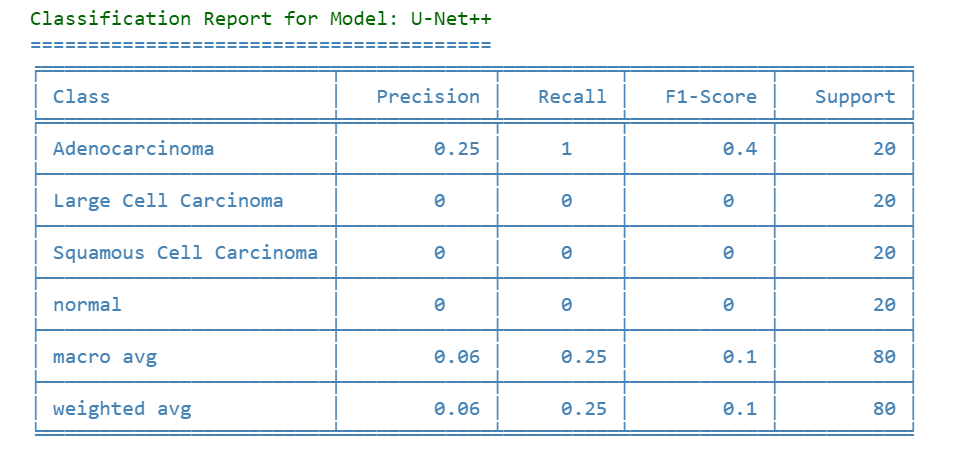 Classification Report for Model: U-Net++
========================================
Class Precision Recall F1-Score Support
Adenocarcinoma 0.25 1 0.4 20
Large Cell Carcinoma 0 0 0 20
Squamous Cell Carcinoma 0 0 0 20
normal 0 0 0 20
macro avg 0.06 0.25 0.1 80
weighted avg 0.06 0.25 0.1 80